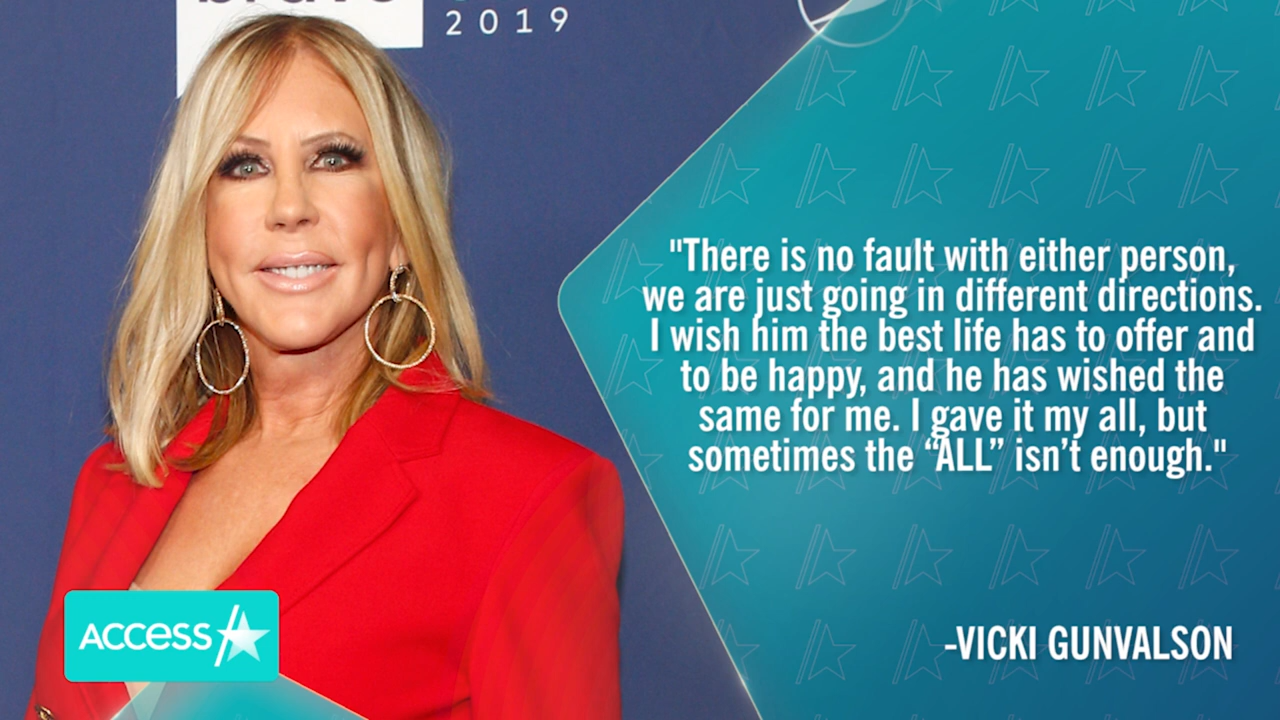 2019
"There is no fault with either person,
we are just going in different directions.
I wish him the best life has to offer and
to be happy, and he has wished the
same for me. I gave it my all, but
sometimes the “ALL” isn’t enough."
-VICKI GUNVALSON
ACCESS